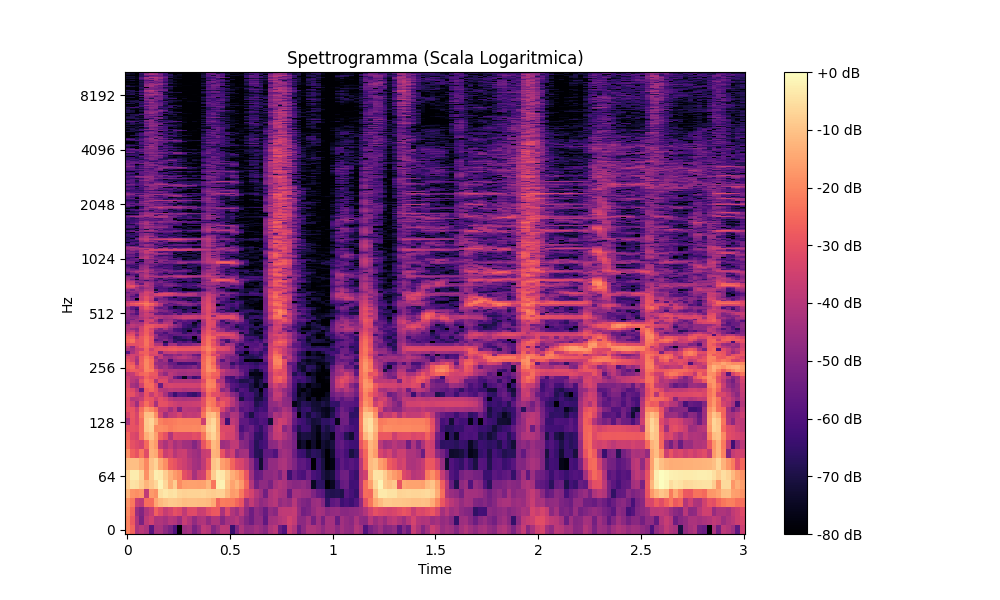 Spettrogramma (Scala Logaritmica)
Hz
8192
4096
2048
1024
512
256
128
64
0
0
0.5
1
1.5
2
2.5
3
Time
+0 dB
-10 dB
-20 dB
-30 dB
-40 dB
-50 dB
-60 dB
-70 dB
-80 dB